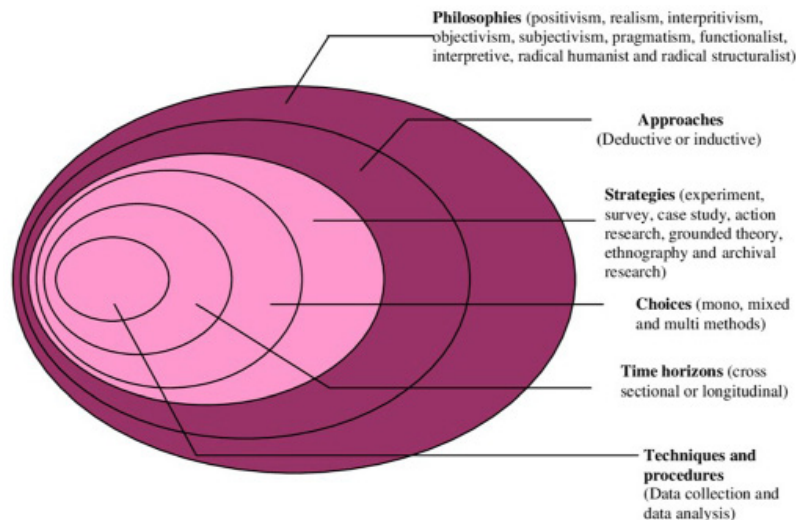 Philosophies (positivism, realism, interpritivism,
objectivism, subjectivism, pragmatism, functionalist,
interpretive, radical humanist and radical structuralist)
Approaches
(Deductive or inductive)
Strategies (experiment,
survey, case study, action
research, grounded theory,
ethnography and archival
research)
Choices (mono, mixed
and multi methods)
Time horizons (cross
sectional or longitudinal)
Techniques and
procedures
(Data collection and
data analysis)